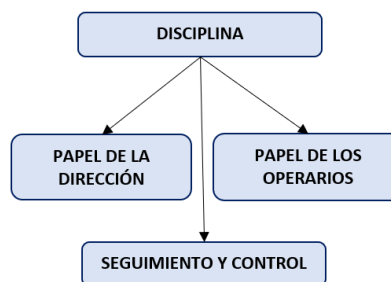 DISCIPLINA
PAPEL DE LA
DIRECCIÓN
PAPEL DE LOS
OPERARIOS
SEGUIMIENTO Y CONTROL